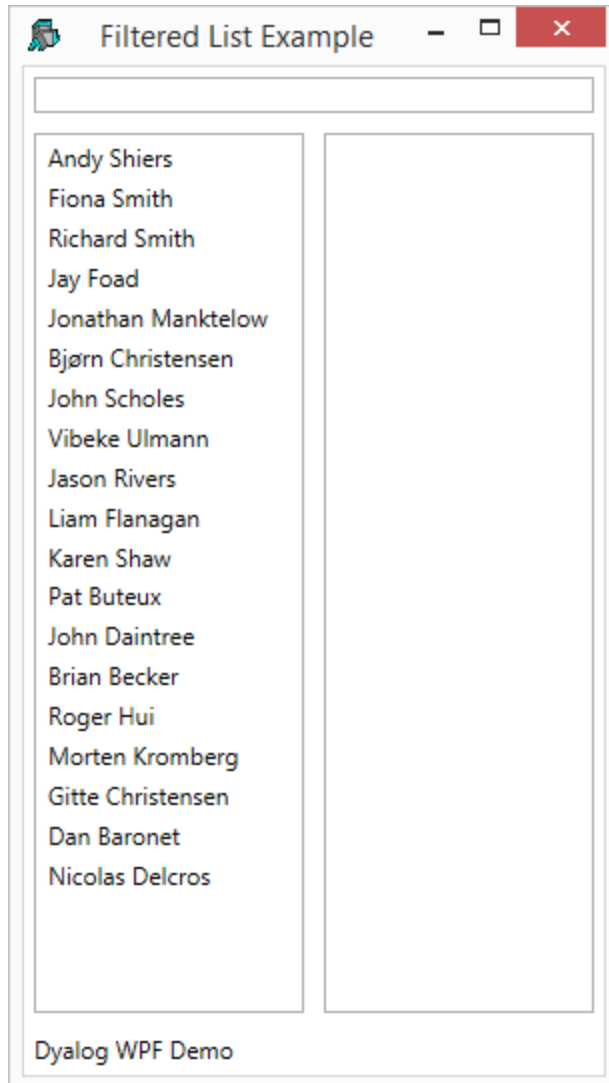 Filtered List Example
Andy Shiers
Fiona Smith
Richard Smith
Jay Foad
Jonathan Manktelow
Bjørn Christensen
John Scholes
Vibeke Ulmann
Jason Rivers
Liam Flanagan
Karen Shaw
Pat Buteux
John Daintree
Brian Becker
Roger Hui
Morten Kromberg
Gitte Christensen
Dan Baronet
Nicolas Delcros
Dyalog WPF Demo